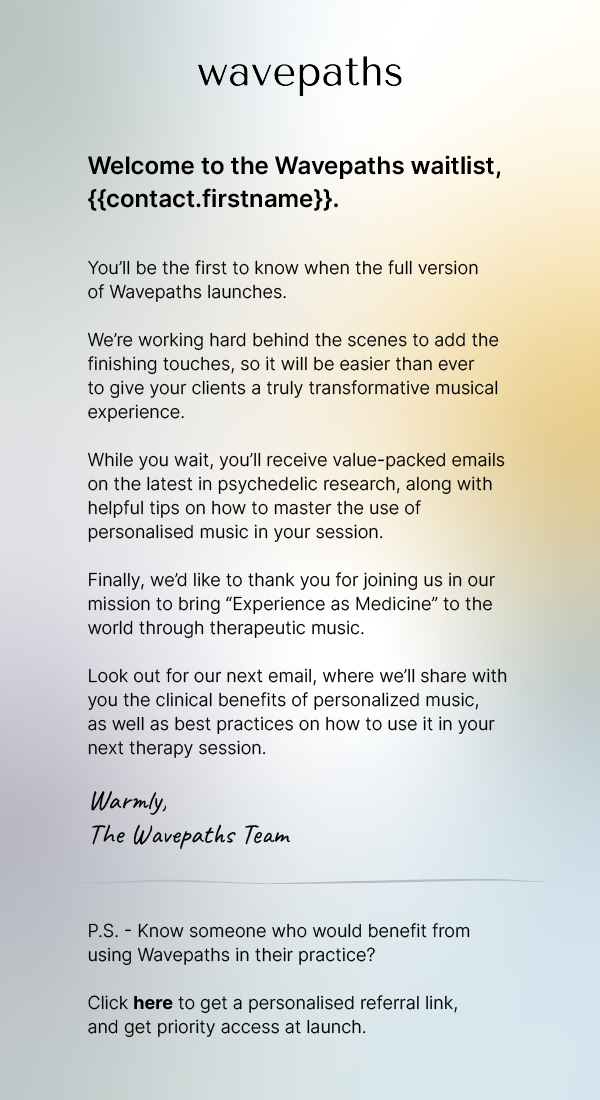 wavepaths
Welcome to the Wavepaths waitlist,
{{contact.firstname}}.
You’ll be the first to know when the full version
of Wavepaths launches.
We’re working hard behind the scenes to add the
finishing touches, so it will be easier than ever
to give your clients a truly transformative musical
experience.
While you wait, you’ll receive value-packed emails
on the latest in psychedelic research, along with
helpful tips on how to master the use of
personalised music in your session.
Finally, we’d like to thank you for joining us in our
mission to bring “Experience as Medicine” to the
world through therapeutic music.
Look out for our next email, where we’ll share with
you the clinical benefits of personalized music,
as well as best practices on how to use it in your
next therapy session.
Warmly,
The Wavepaths Team
P.S. - Know someone who would benefit from
using Wavepaths in their practice?
Click here to get a personalised referral link,
and get priority access at launch.